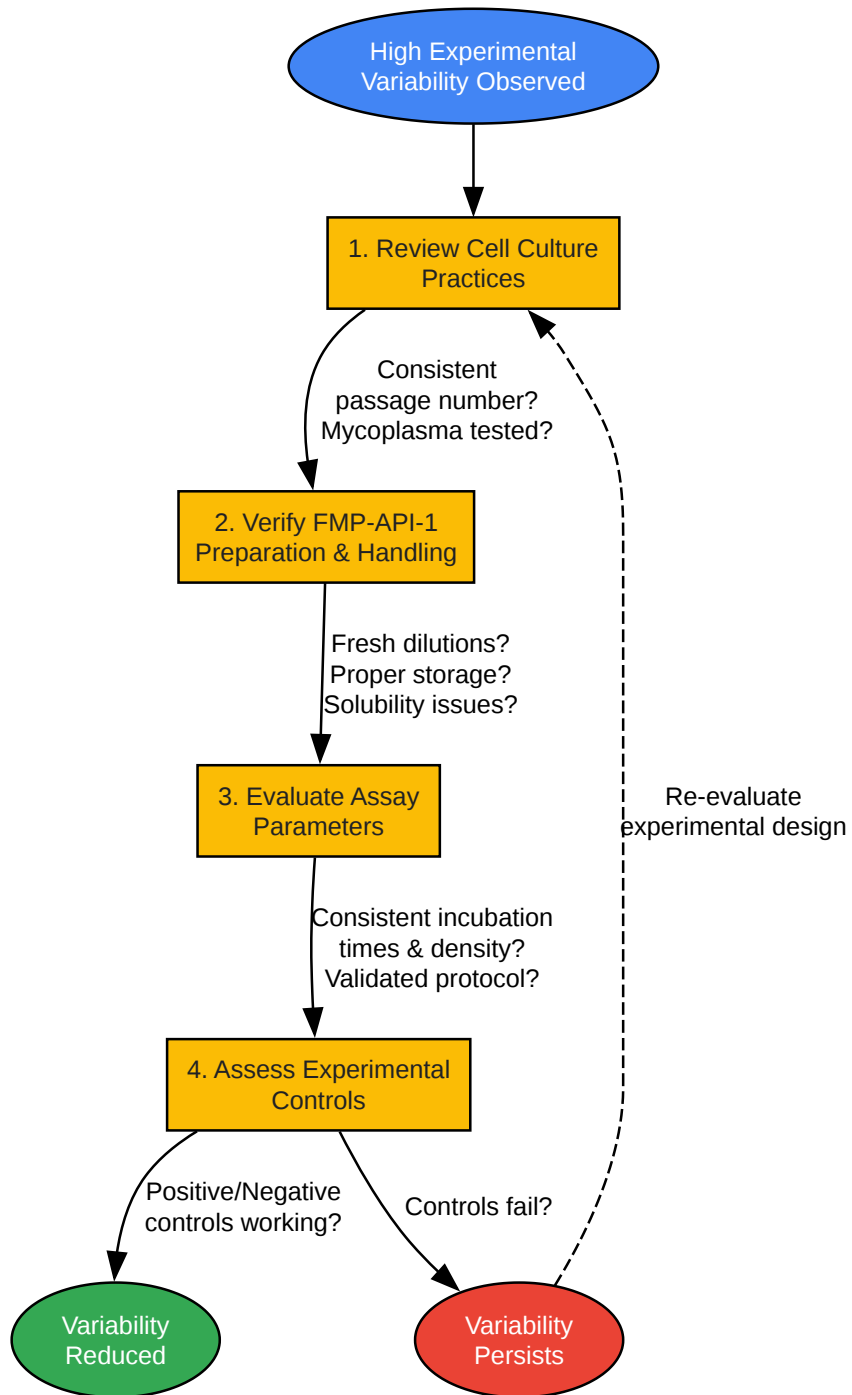 High Experimental
Variability Observed
1. Review Cell Culture
Practices
Consistent
passage number?
Mycoplasma tested?
2. Verify FMP-API-1
Preparation & Handling
Fresh dilutions?
Proper storage?
Solubility issues?
3. Evaluate Assay
Parameters
Re-evaluate
experimental design
Consistent incubation
times & density?
Validated protocol?
4. Assess Experimental
Controls
Positive/Negative
controls working?
Controls fail?
Variability
Reduced
Variability
Persists